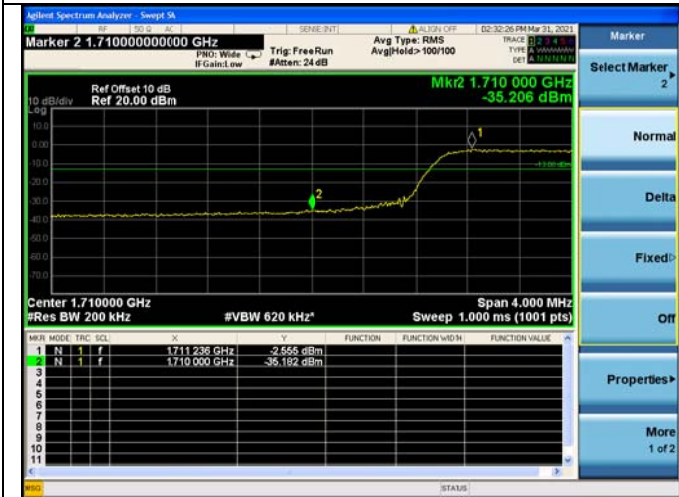 Agilent Spectrum Analyzer - Swept SA
RF 50 Ω AC SENSE:INT ALIGN OFF 02:32:26 PM Mar 31, 2021
Marker 2 1.710000000000 GHz
PNO: Wide
IFGain:Low
Trig: Free Run
#Atten: 24 dB
Avg Type: RMS
Avg|Hold:>100/100
TRACE 1 2 3 4 5 6
TYPE A
DET A N N N N N
Marker
Select Marker
2
Normal
Delta
Fixed
Off
Properties
More
1 of 2
Ref Offset 10 dB
Ref 20.00 dBm
10 dB/div
Log
Mkr2 1.710 000 GHz
-35.206 dBm
10.0
0.00
-10.0
-20.0
-30.0
-40.0
-50.0
-60.0
-70.0
1
2
-13.00 dBm
Center 1.710000 GHz Span 4.000 MHz
#Res BW 200 kHz #VBW 620 kHz* Sweep 1.000 ms (1001 pts)
MKR MODE TRC SCL X Y FUNCTION FUNCTION WIDTH FUNCTION VALUE
1 N 1 f 1.711 236 GHz -2.555 dBm
2 N 1 f 1.710 000 GHz -35.182 dBm
3
4
5
6
7
8
9
10
11
MSG STATUS